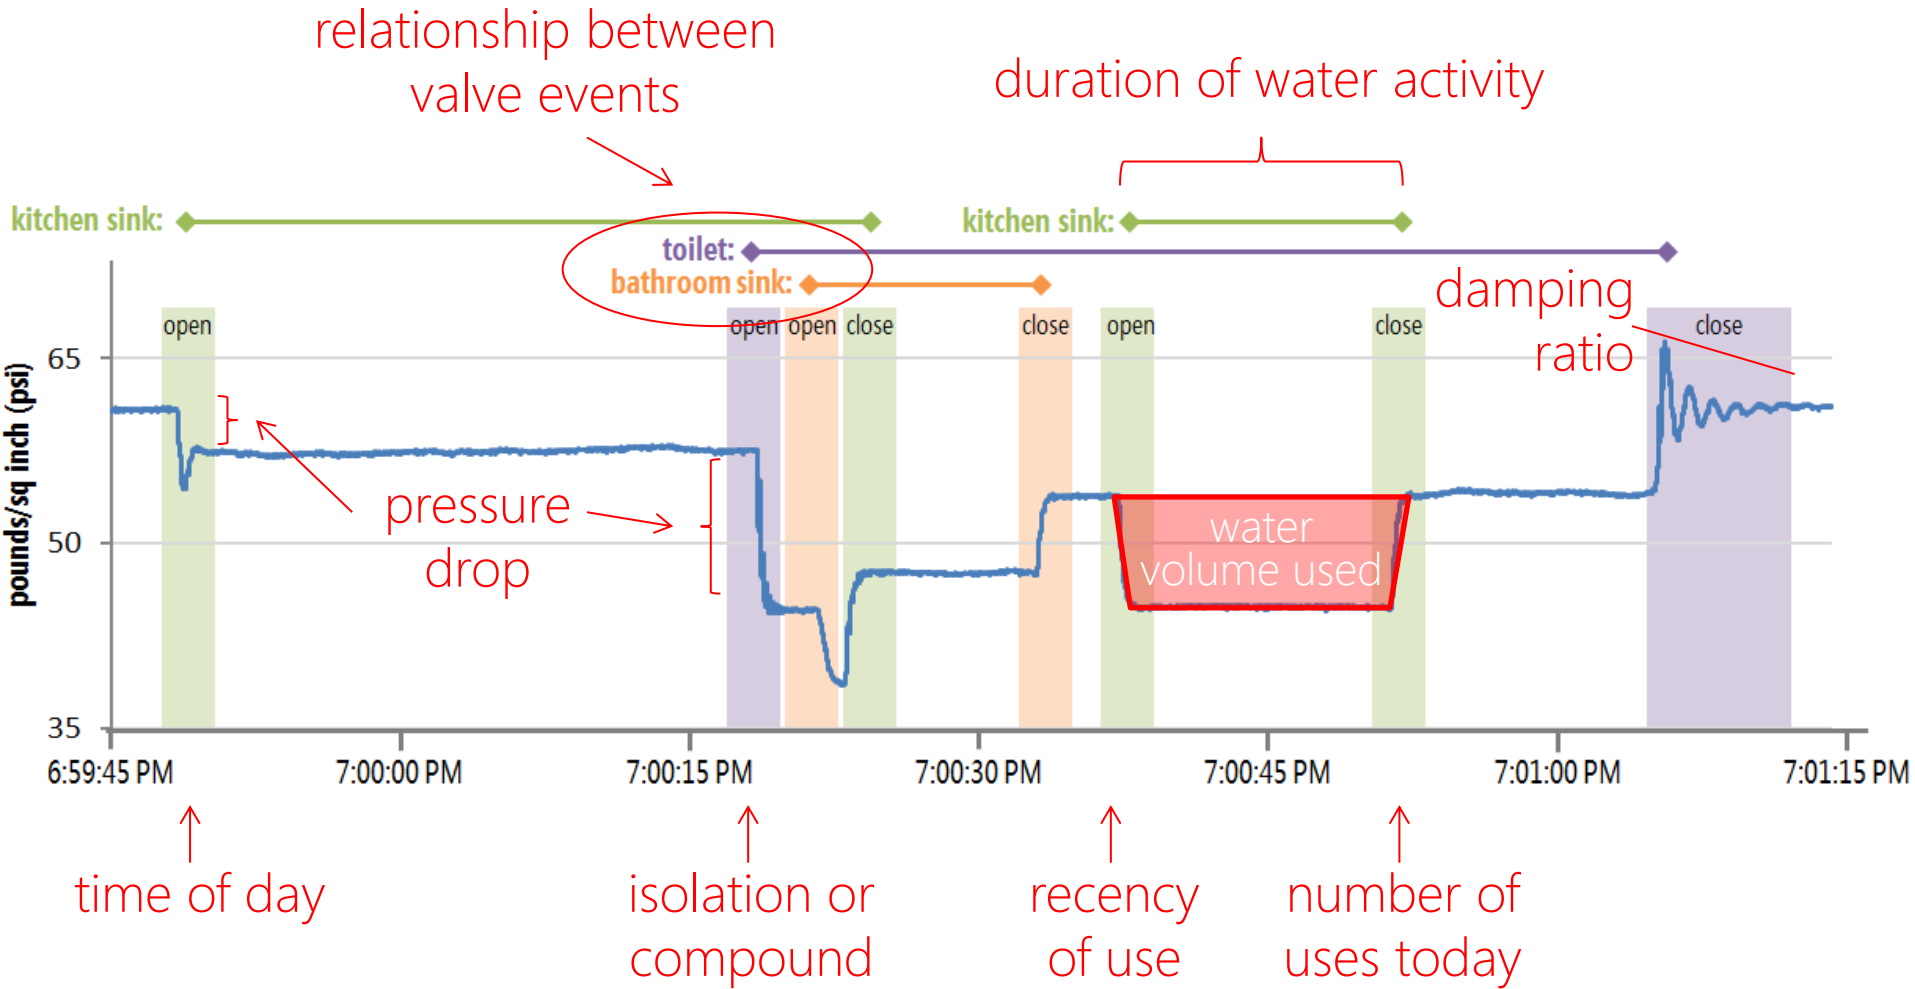 relationship between
valve events
duration of water activity
kitchen sink:
kitchen sink:
toilet:
bathroom sink:
damping
ratio
open
open
open
close
close
open
close
close
65
50
35
pounds/sq inch (psi)
pressure
drop
water
volume used
6:59:45 PM
7:00:00 PM
7:00:15 PM
7:00:30 PM
7:00:45 PM
7:01:00 PM
7:01:15 PM
time of day
isolation or
compound
recency
of use
number of
uses today